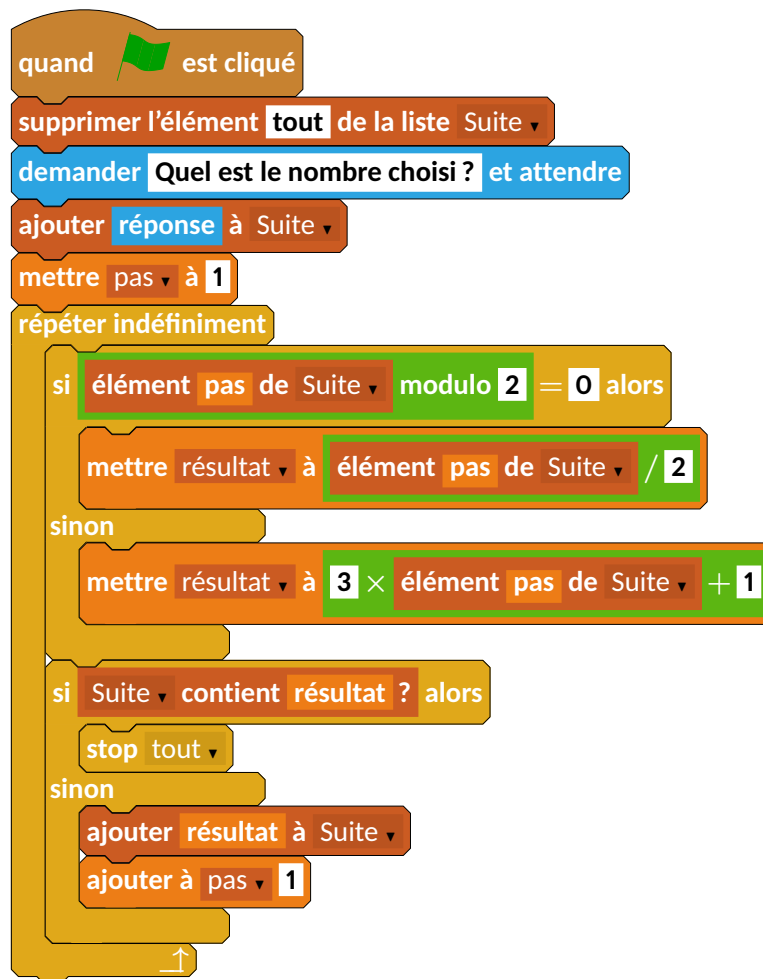 quand est cliqué
supprimer l’élément tout de la liste Suite
demander Quel est le nombre choisi ? et attendre
ajouter réponse à Suite
mettre pas à 1
répéter indéfiniment
si élément pas de Suite modulo 2 = 0 alors
mettre résultat à élément pas de Suite / 2
sinon
mettre résultat à 3 × élément pas de Suite + 1
si Suite contient résultat ? alors
stop tout
sinon
ajouter résultat à Suite
ajouter à pas 1